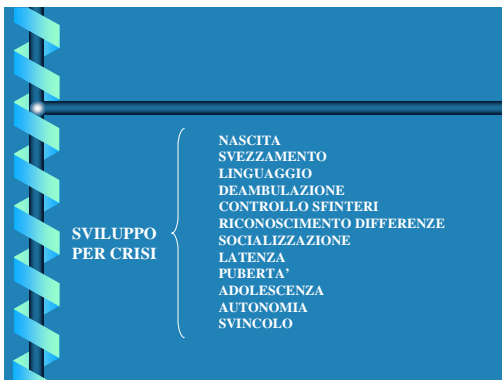 SVILUPPO
PER CRISI
NASCITA
SVEZZAMENTO
LINGUAGGIO
DEAMBULAZIONE
CONTROLLO SFINTERI
RICONOSCIMENTO DIFFERENZE
SOCIALIZZAZIONE
LATENZA
PUBERTA’
ADOLESCENZA
AUTONOMIA
SVINCOLO